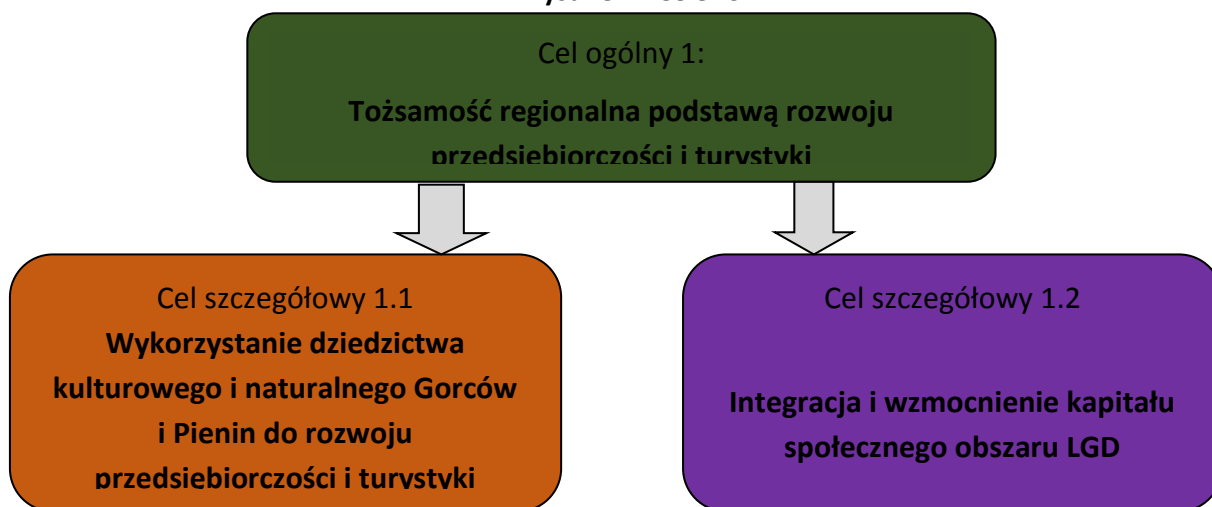 Cel ogólny 1:
Tożsamość regionalna podstawą rozwoju
przedsiębiorczości i turystyki
Cel szczegółowy 1.1
Wykorzystanie dziedzictwa
kulturowego i naturalnego Gorców
i Pienin do rozwoju
przedsiębiorczości i turystyki
Cel szczegółowy 1.2
Integracja i wzmocnienie kapitału
społecznego obszaru LGD